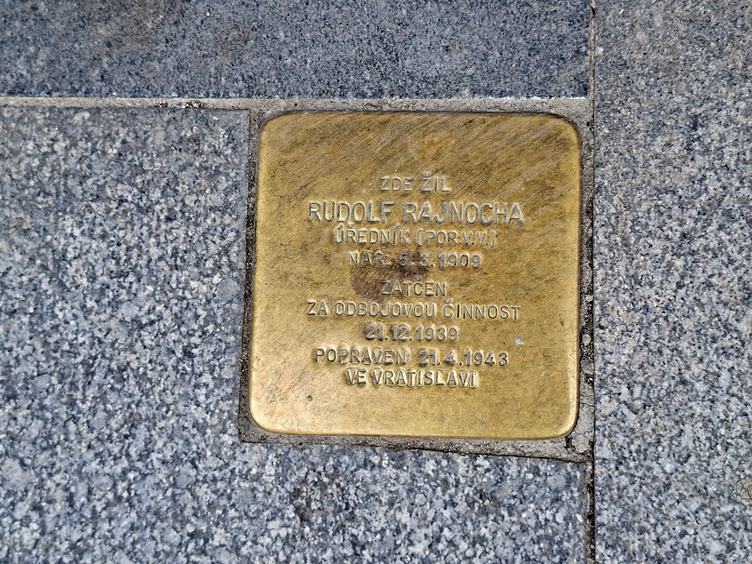 ZDE ŽIL
RUDOLF RAJNOCHA
ÚŘEDNÍK (POR.V.V.)
NAR. 5.3.1909
ZATČEN
ZA ODBOJOVOU ČINNOST
21.12.1939
POPRAVEN 21.4.1943
VE VRATISLAVI